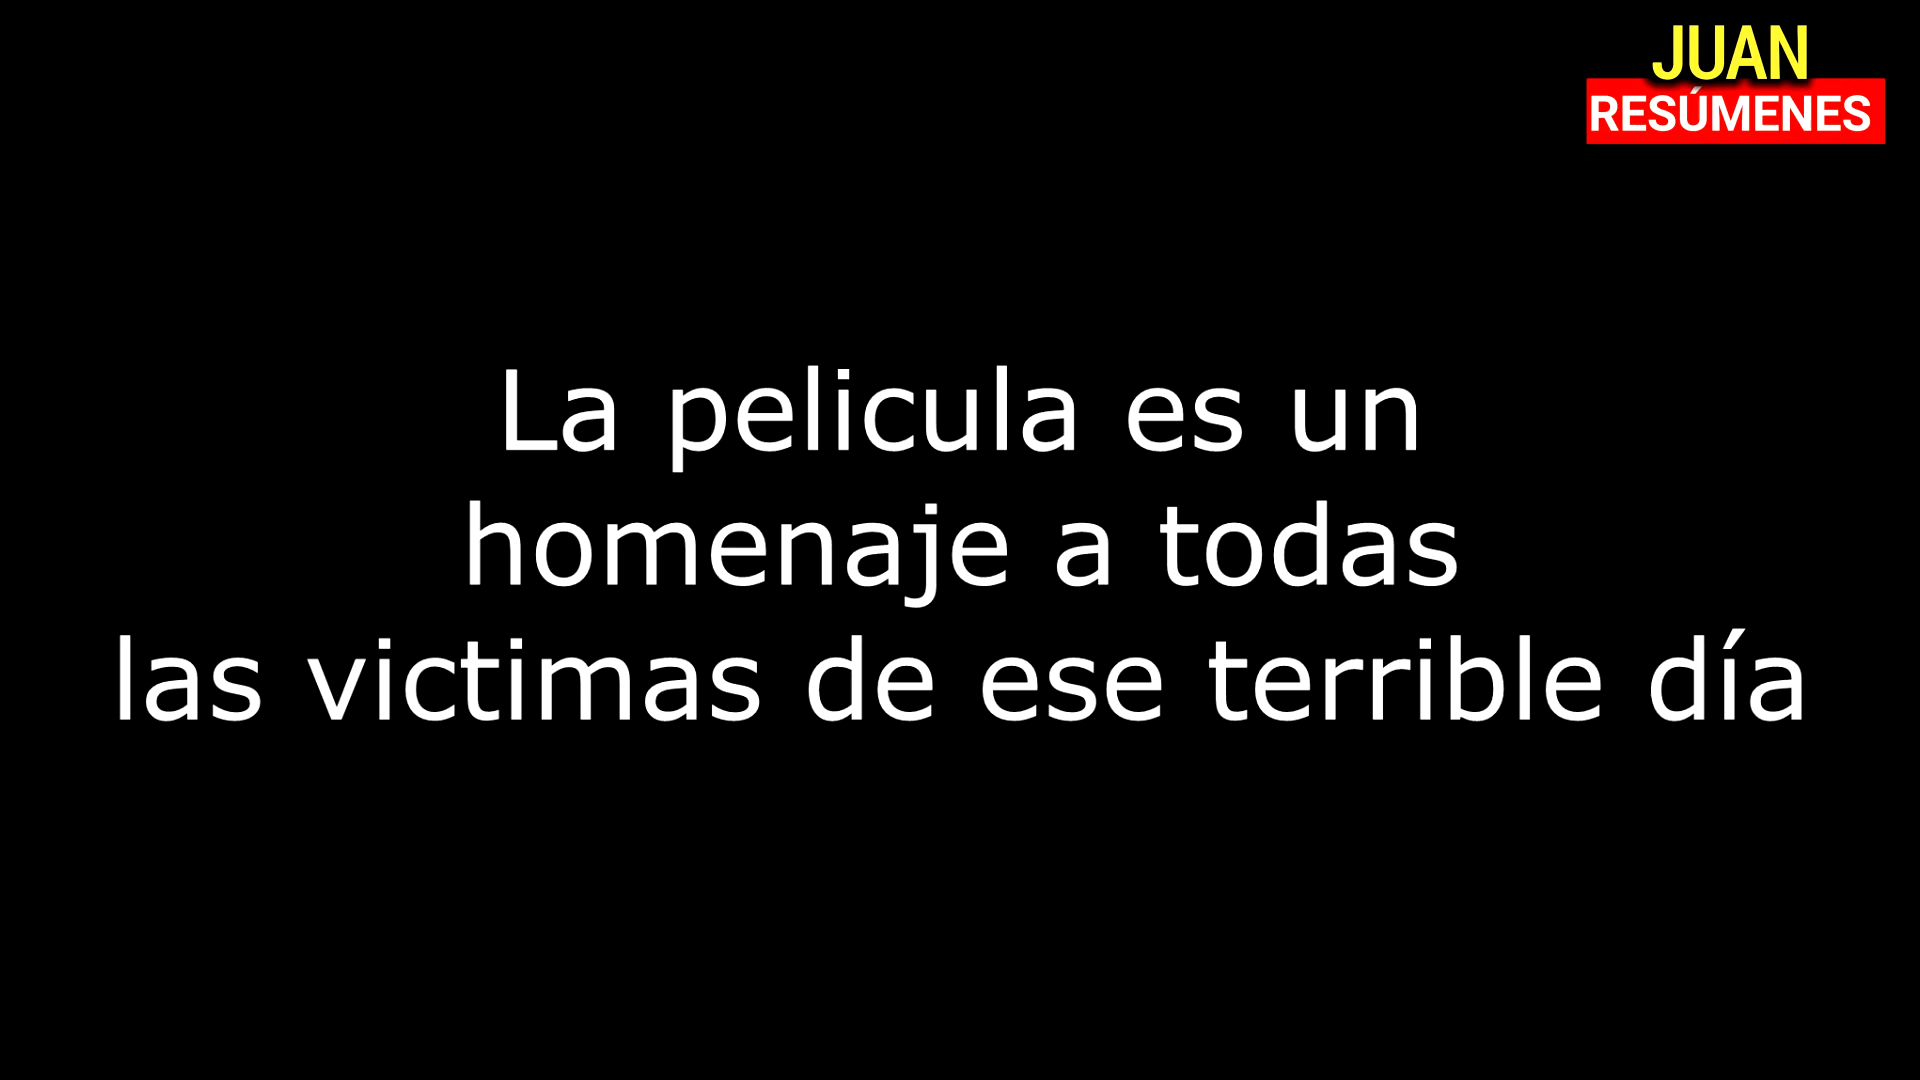 JUAN
RESÚMENES
La pelicula es un
homenaje a todas
las victimas de ese terrible día